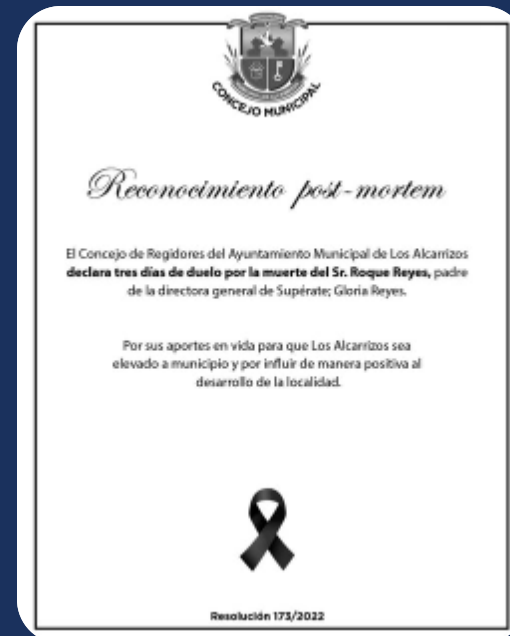 CONCEJO MUNICIPAL
Reconocimiento post-mortem
El Concejo de Regidores del Ayuntamiento Municipal de Los Alcarrizos
declara tres días de duelo por la muerte del Sr. Roque Reyes, padre
de la directora general de Supérate; Gloria Reyes.
Por sus aportes en vida para que Los Alcarrizos sea
elevado a municipio y por influir de manera positiva al
desarrollo de la localidad.
Resolución 173/2022